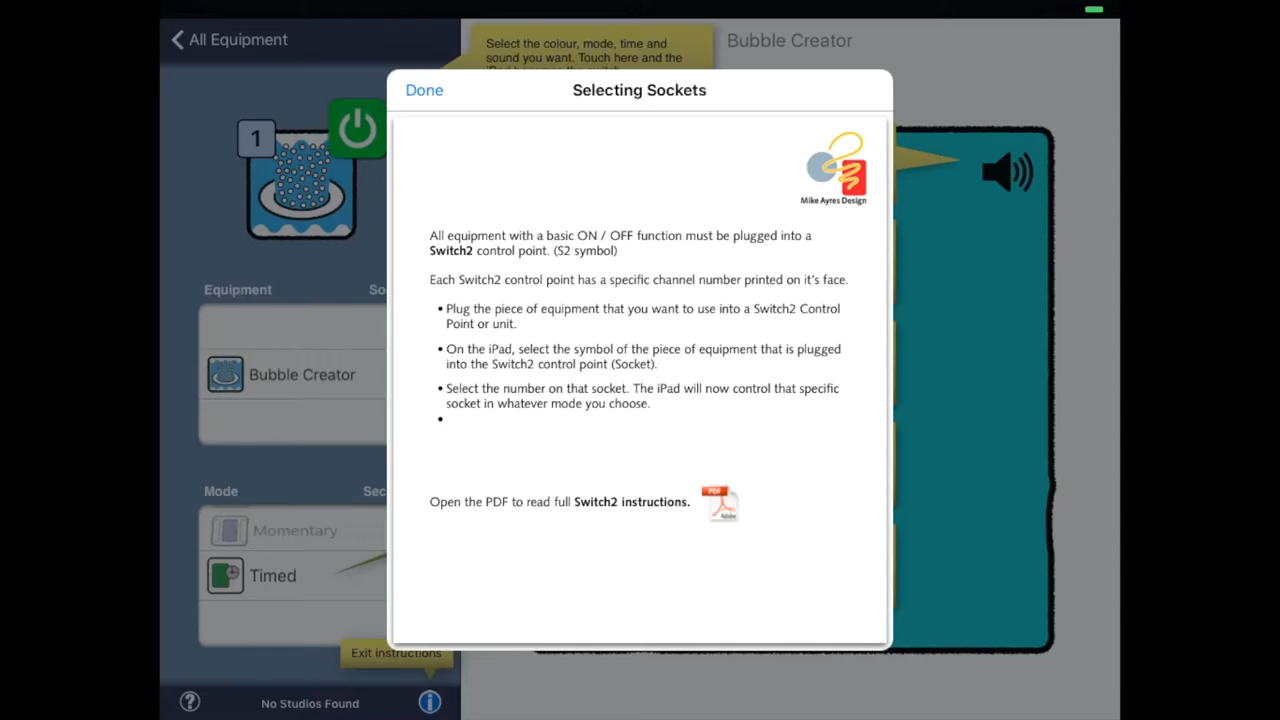 All Equipment
Select the colour, mode, time and
sound you want. Touch here and the
Bubble Creator
Done
Selecting Sockets
1
Mike Ayres Design
All equipment with a basic ON / OFF function must be plugged into a
Switch2 control point. (S2 symbol)
Each Switch2 control point has a specific channel number printed on it's face.
• Plug the piece of equipment that you want to use into a Switch2 Control
Point or unit.
• On the iPad, select the symbol of the piece of equipment that is plugged
into the Switch2 control point (Socket).
• Select the number on that socket. The iPad will now control that specific
socket in whatever mode you choose.
•
Open the PDF to read full Switch2 instructions.
PDF
Adobe
Equipment
So
Bubble Creator
Mode
Sec
Momentary
Timed
Exit instructions
? No Studios Found i